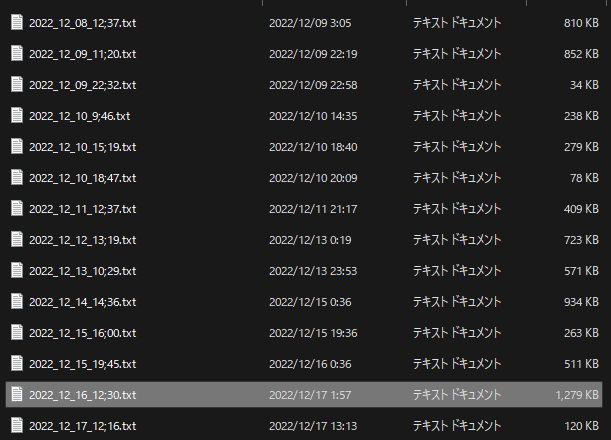 2022_12_08_12;37.txt 2022/12/09 3:05 テキスト ドキュメント 810 KB
2022_12_09_11;20.txt 2022/12/09 22:19 テキスト ドキュメント 852 KB
2022_12_09_22;32.txt 2022/12/09 22:58 テキスト ドキュメント 34 KB
2022_12_10_9;46.txt 2022/12/10 14:35 テキスト ドキュメント 238 KB
2022_12_10_15;19.txt 2022/12/10 18:40 テキスト ドキュメント 279 KB
2022_12_10_18;47.txt 2022/12/10 20:09 テキスト ドキュメント 78 KB
2022_12_11_12;37.txt 2022/12/11 21:17 テキスト ドキュメント 409 KB
2022_12_12_13;19.txt 2022/12/13 0:19 テキスト ドキュメント 723 KB
2022_12_13_10;29.txt 2022/12/13 23:53 テキスト ドキュメント 571 KB
2022_12_14_14;36.txt 2022/12/15 0:36 テキスト ドキュメント 934 KB
2022_12_15_16;00.txt 2022/12/15 19:36 テキスト ドキュメント 263 KB
2022_12_15_19;45.txt 2022/12/16 0:36 テキスト ドキュメント 511 KB
2022_12_16_12;30.txt 2022/12/17 1:57 テキスト ドキュメント 1,279 KB
2022_12_17_12;16.txt 2022/12/17 13:13 テキスト ドキュメント 120 KB